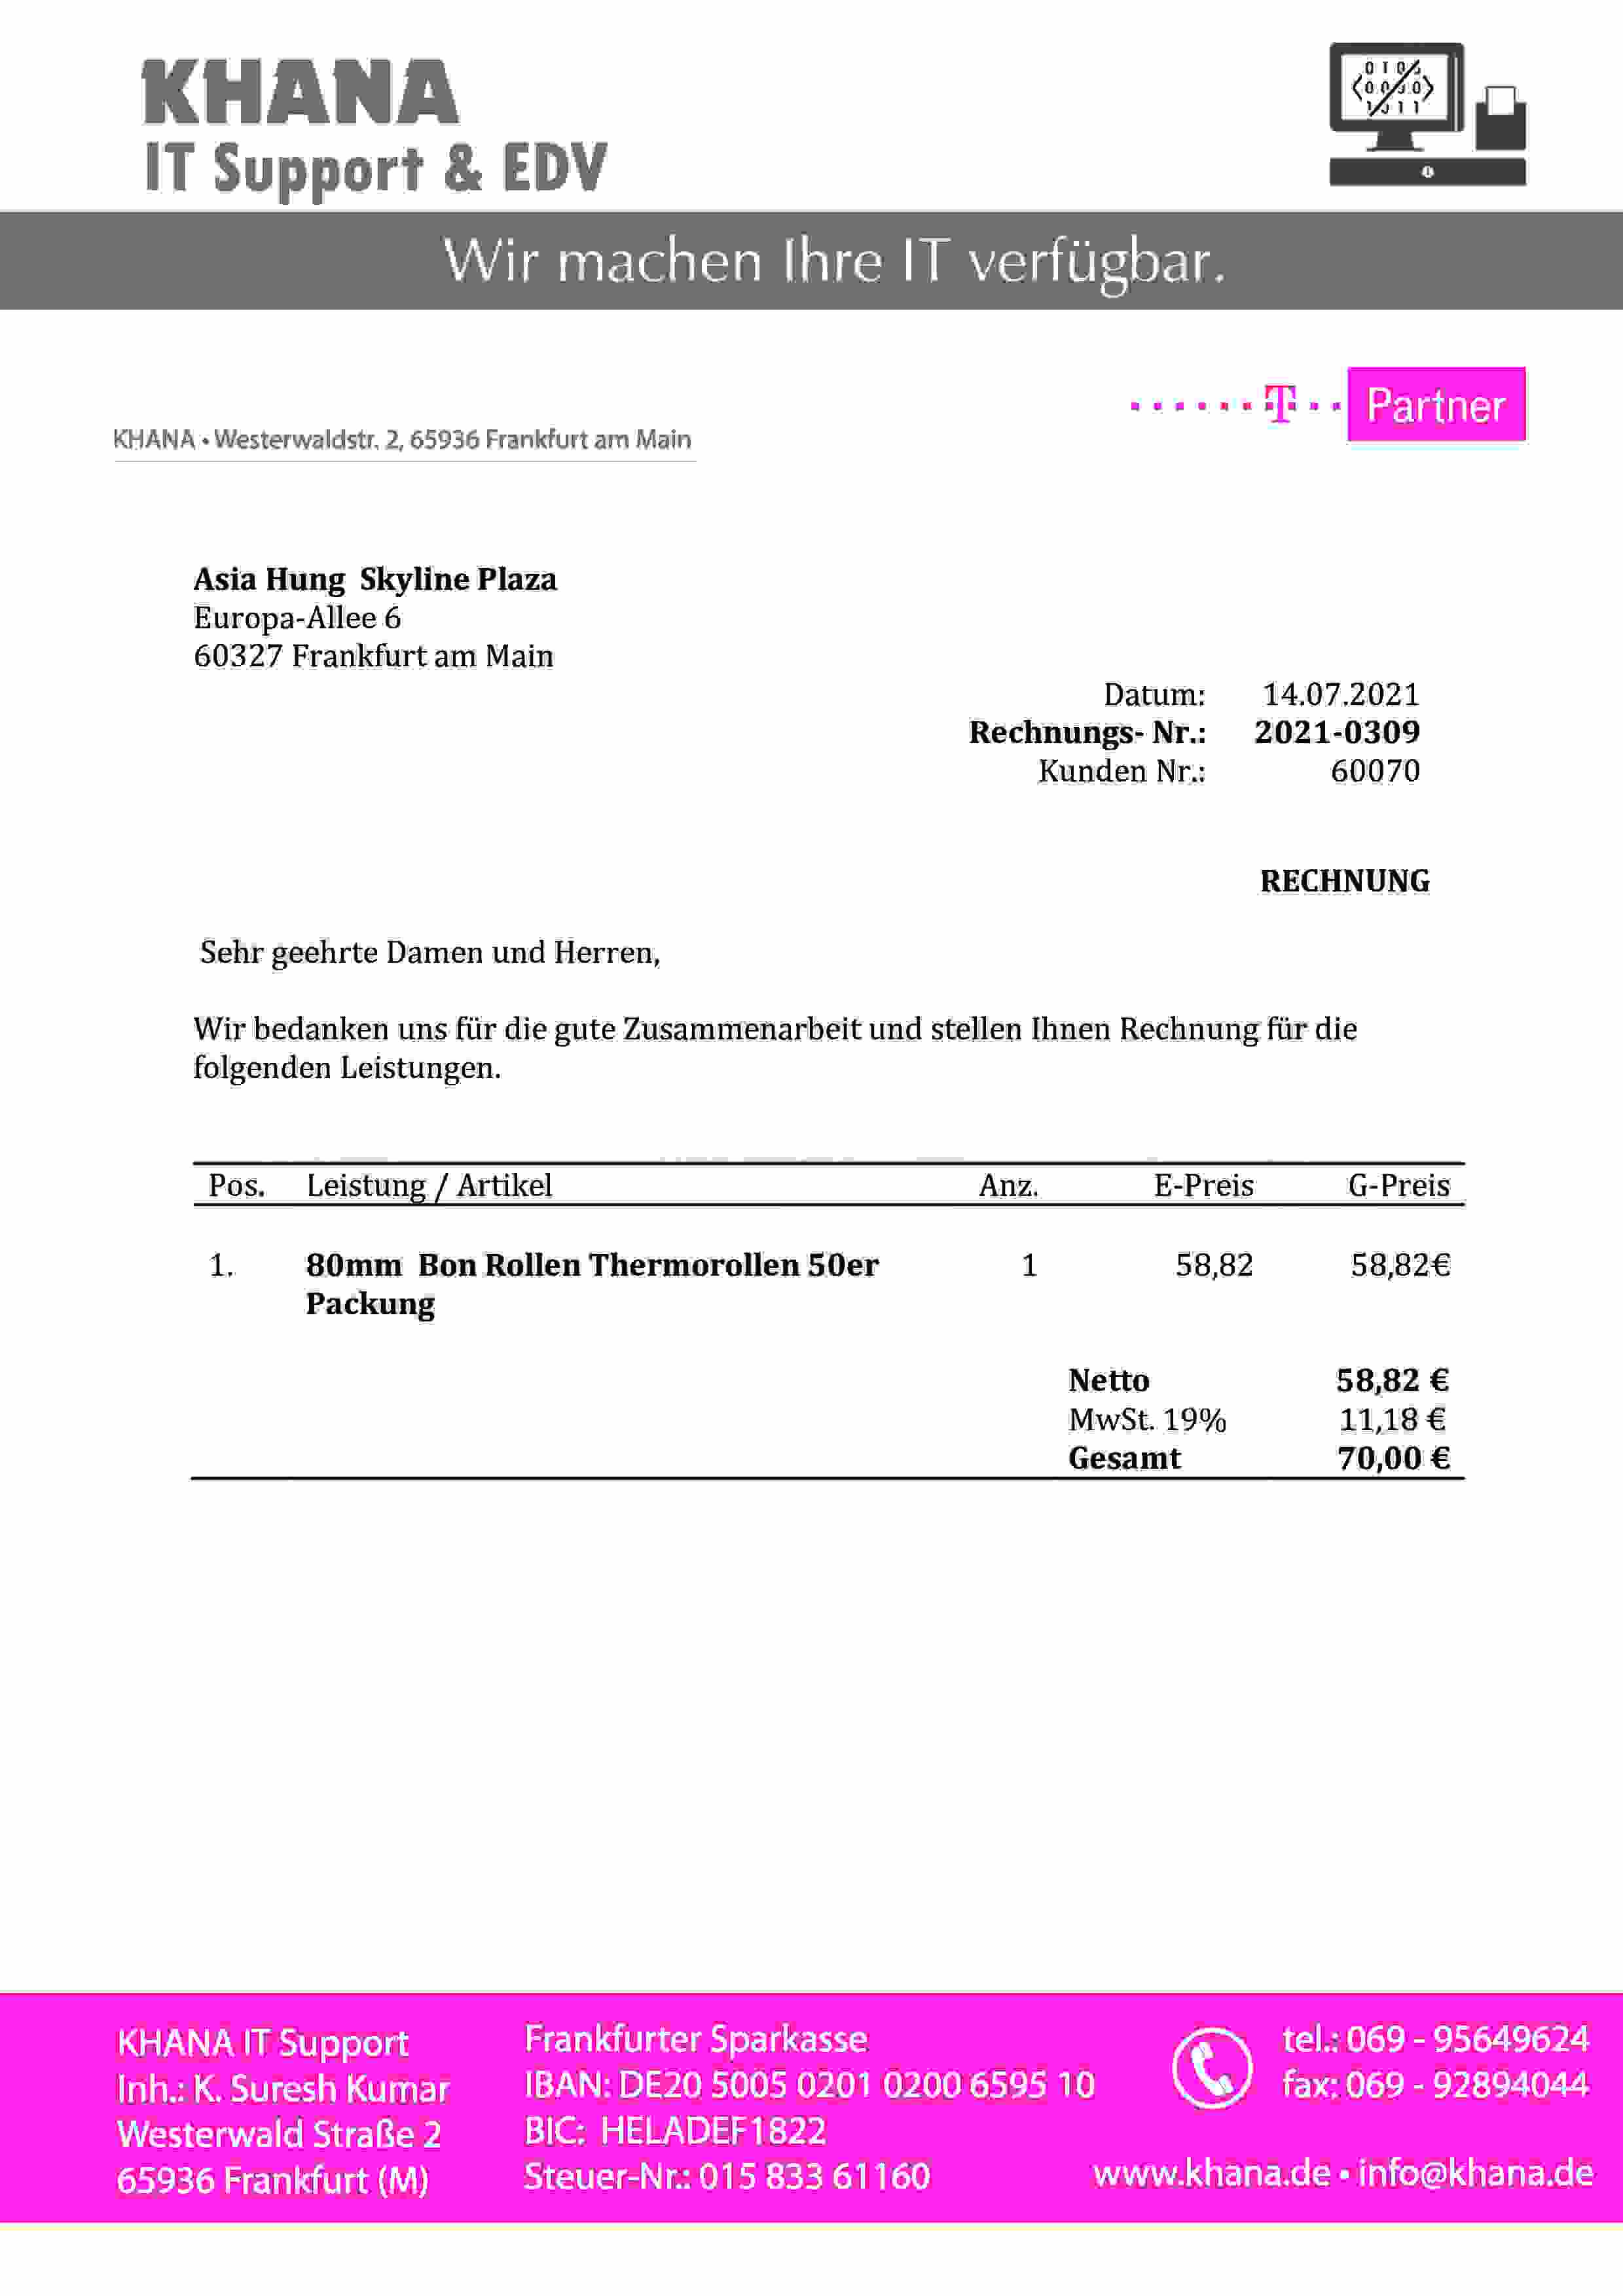 KHANA
IT Support & EDV
Wir machen Ihre IT verfügbar.
T Partner
KHANA • Westerwaldstr. 2, 65936 Frankfurt am Main
Asia Hung Skyline Plaza
Europa-Allee 6
60327 Frankfurt am Main
Datum: 14.07.2021
Rechnungs- Nr.: 2021-0309
Kunden Nr.: 60070
RECHNUNG
Sehr geehrte Damen und Herren,
Wir bedanken uns für die gute Zusammenarbeit und stellen Ihnen Rechnung für die
folgenden Leistungen.
Pos. Leistung / Artikel Anz. E-Preis G-Preis
1. 80mm Bon Rollen Thermorollen 50er 1 58,82 58,82€
Packung
Netto 58,82 €
MwSt. 19% 11,18 €
Gesamt 70,00 €
KHANA IT Support
Inh.: K. Suresh Kumar
Westerwald Straße 2
65936 Frankfurt (M)
Frankfurter Sparkasse
IBAN: DE20 5005 0201 0200 6595 10
BIC: HELADEF1822
Steuer-Nr.: 015 833 61160
tel.: 069 - 95649624
fax: 069 - 92894044
www.khana.de • info@khana.de